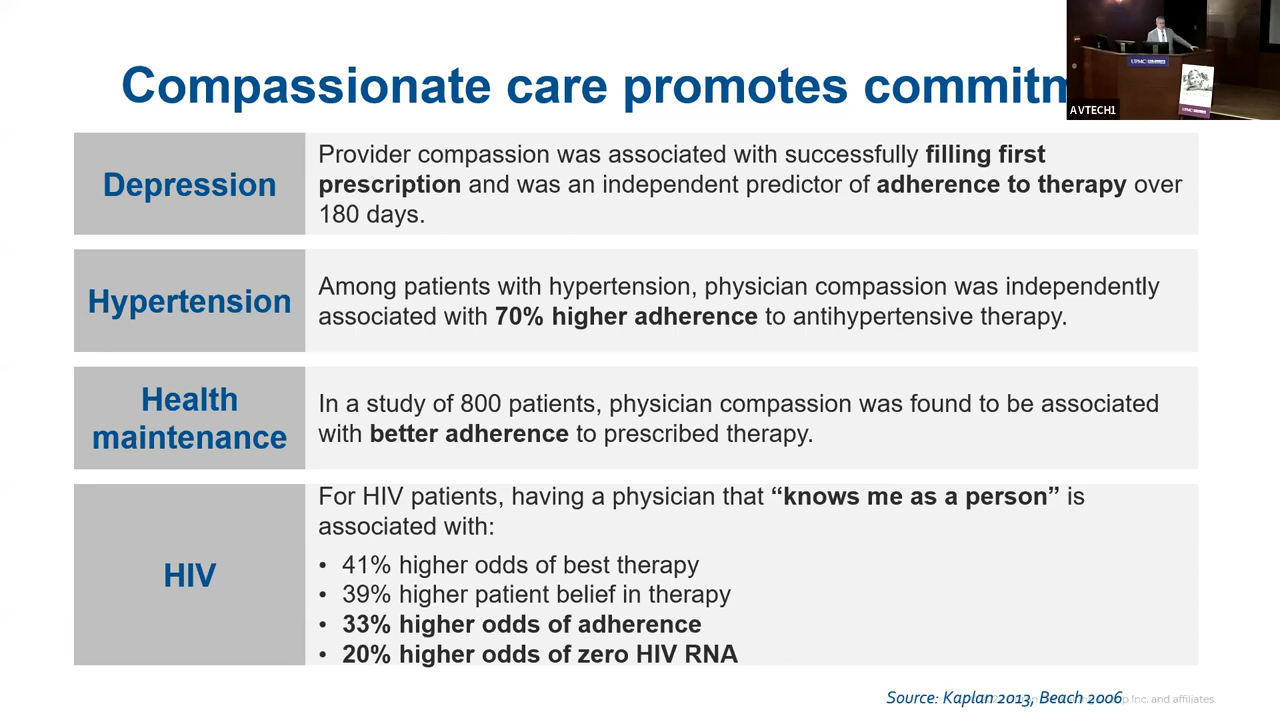 Compassionate care promotes commitm
AVTECH1
UPMC
Depression
Provider compassion was associated with successfully filling first
prescription and was an independent predictor of adherence to therapy over
180 days.
Hypertension
Among patients with hypertension, physician compassion was independently
associated with 70% higher adherence to antihypertensive therapy.
Health
maintenance
In a study of 800 patients, physician compassion was found to be associated
with better adherence to prescribed therapy.
HIV
For HIV patients, having a physician that “knows me as a person” is
associated with:
• 41% higher odds of best therapy
• 39% higher patient belief in therapy
• 33% higher odds of adherence
• 20% higher odds of zero HIV RNA
Source: Kaplan 2013, Beach 2006
Inc. and affiliates.